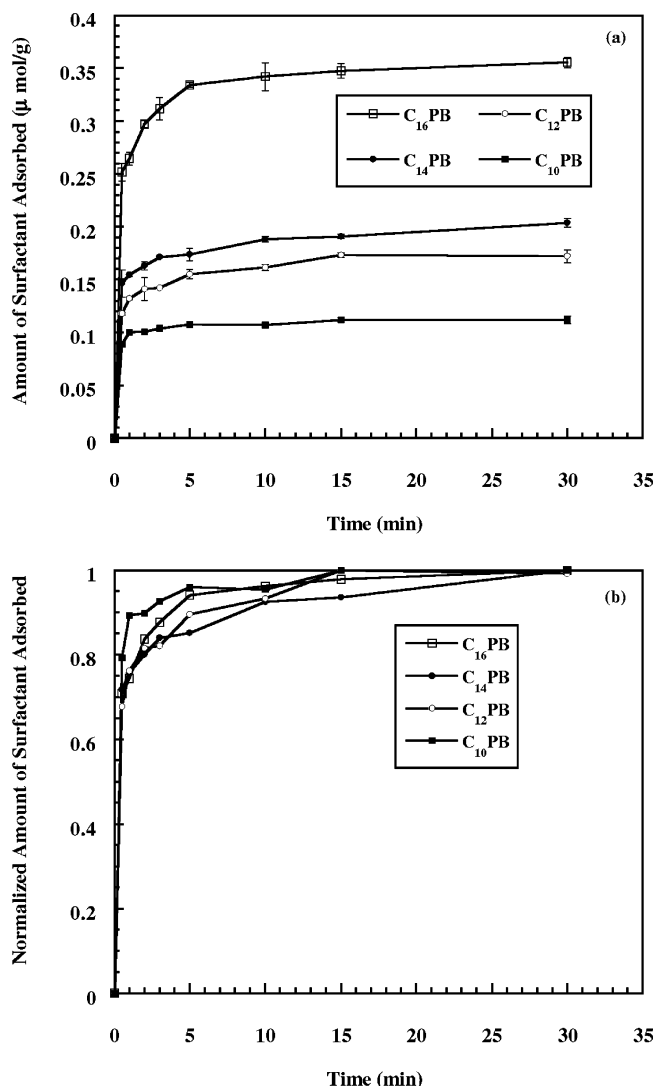 (a)
Amount of Surfactant Adsorbed (μ mol/g)
0.4
0.35
0.3
0.25
0.2
0.15
0.1
0.05
0
C₁₆PB C₁₂PB
C₁₄PB C₁₀PB
0 5 10 15 20 25 30 35
Time (min)
(b)
Normalized Amount of Surfactant Adsorbed
1
0.8
0.6
0.4
0.2
0
C₁₆PB
C₁₄PB
C₁₂PB
C₁₀PB
0 5 10 15 20 25 30 35
Time (min)